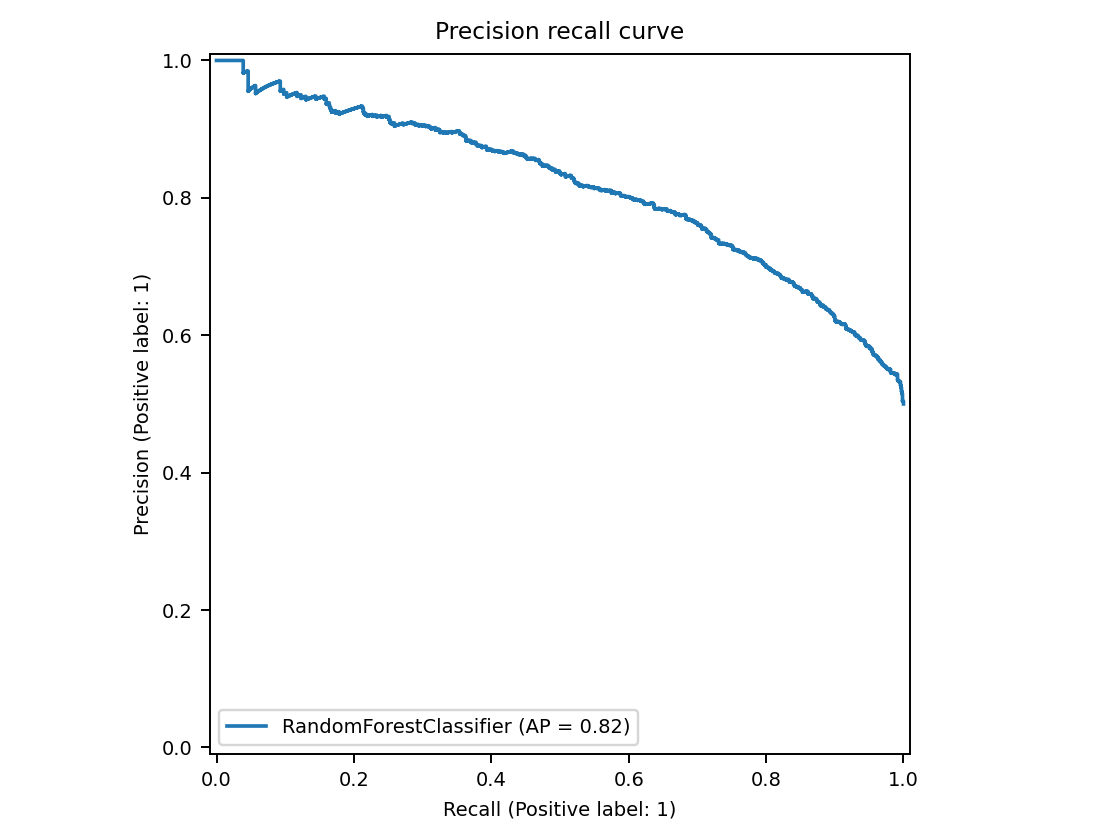 Precision recall curve
1.0
0.8
0.6
0.4
0.2
0.0
Precision (Positive label: 1)
RandomForestClassifier (AP = 0.82)
0.0 0.2 0.4 0.6 0.8 1.0
Recall (Positive label: 1)